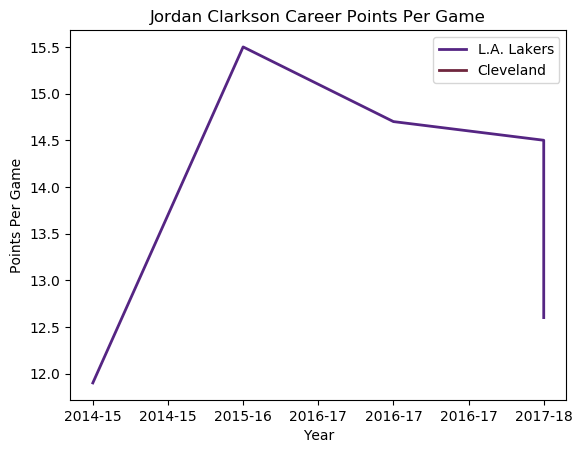 Jordan Clarkson Career Points Per Game
L.A. Lakers
Cleveland
15.5
15.0
14.5
14.0
13.5
13.0
12.5
12.0
Points Per Game
2014-15 2014-15 2015-16 2016-17 2016-17 2016-17 2017-18
Year